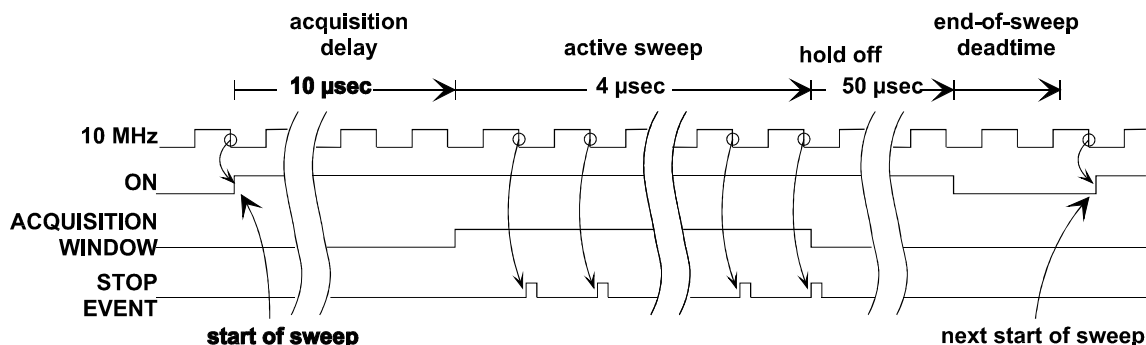 acquisition
delay
active sweep
hold off
end-of-sweep
deadtime
10 µsec
4 µsec
50 µsec
10 MHz
ON
ACQUISITION
WINDOW
STOP
EVENT
start of sweep
next start of sweep